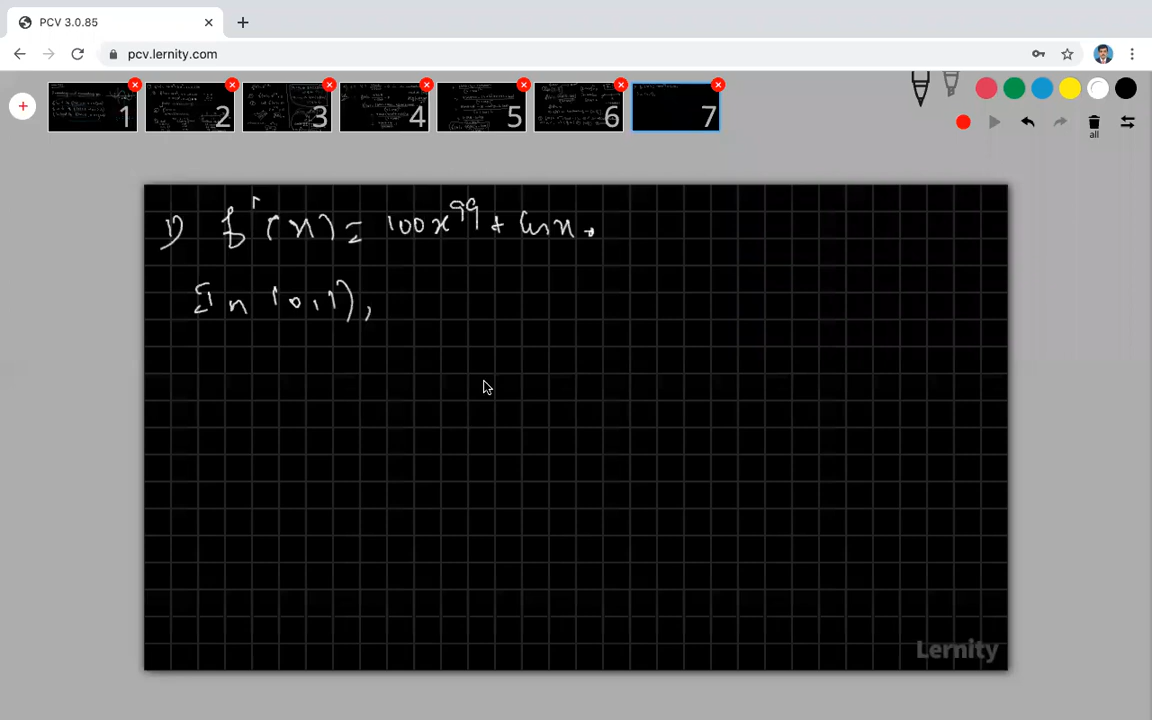 PCV 3.0.85
pcv.lernity.com
1 2 3 4 5 6 7
all
1) f'(x) = 100x^99 + cos x.
In (0,1),
Lernity